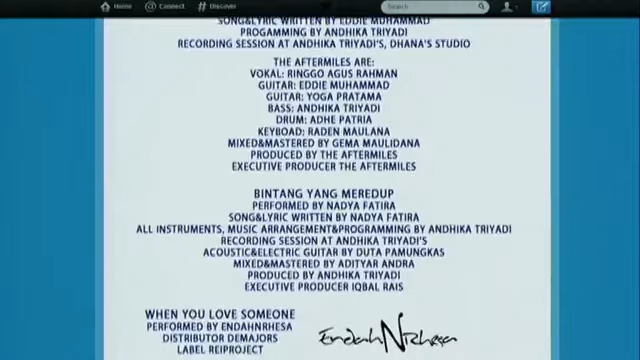 Home Connect Discover Search
SONG&LYRIC WRITTEN BY EDDIE MUHAMMAD
PROGAMMING BY ANDHIKA TRIYADI
RECORDING SESSION AT ANDHIKA TRIYADI'S, DHANA'S STUDIO
THE AFTERMILES ARE:
VOKAL: RINGGO AGUS RAHMAN
GUITAR: EDDIE MUHAMMAD
GUITAR: YOGA PRATAMA
BASS: ANDHIKA TRIYADI
DRUM: ADHE PATRIA
KEYBOAD: RADEN MAULANA
MIXED&MASTERED BY GEMA MAULIDANA
PRODUCED BY THE AFTERMILES
EXECUTIVE PRODUCER THE AFTERMILES
BINTANG YANG MEREDUP
PERFORMED BY NADYA FATIRA
SONG&LYRIC WRITTEN BY NADYA FATIRA
ALL INSTRUMENTS, MUSIC ARRANGEMENT&PROGRAMMING BY ANDHIKA TRIYADI
RECORDING SESSION AT ANDHIKA TRIYADI'S
ACOUSTIC&ELECTRIC GUITAR BY DUTA PAMUNGKAS
MIXED&MASTERED BY ADITYAR ANDRA
PRODUCED BY ANDHIKA TRIYADI
EXECUTIVE PRODUCER IQBAL RAIS
WHEN YOU LOVE SOMEONE
PERFORMED BY ENDAHNRHESA
DISTRIBUTOR DEMAJORS
LABEL REIPROJECT
EndahNRhesa